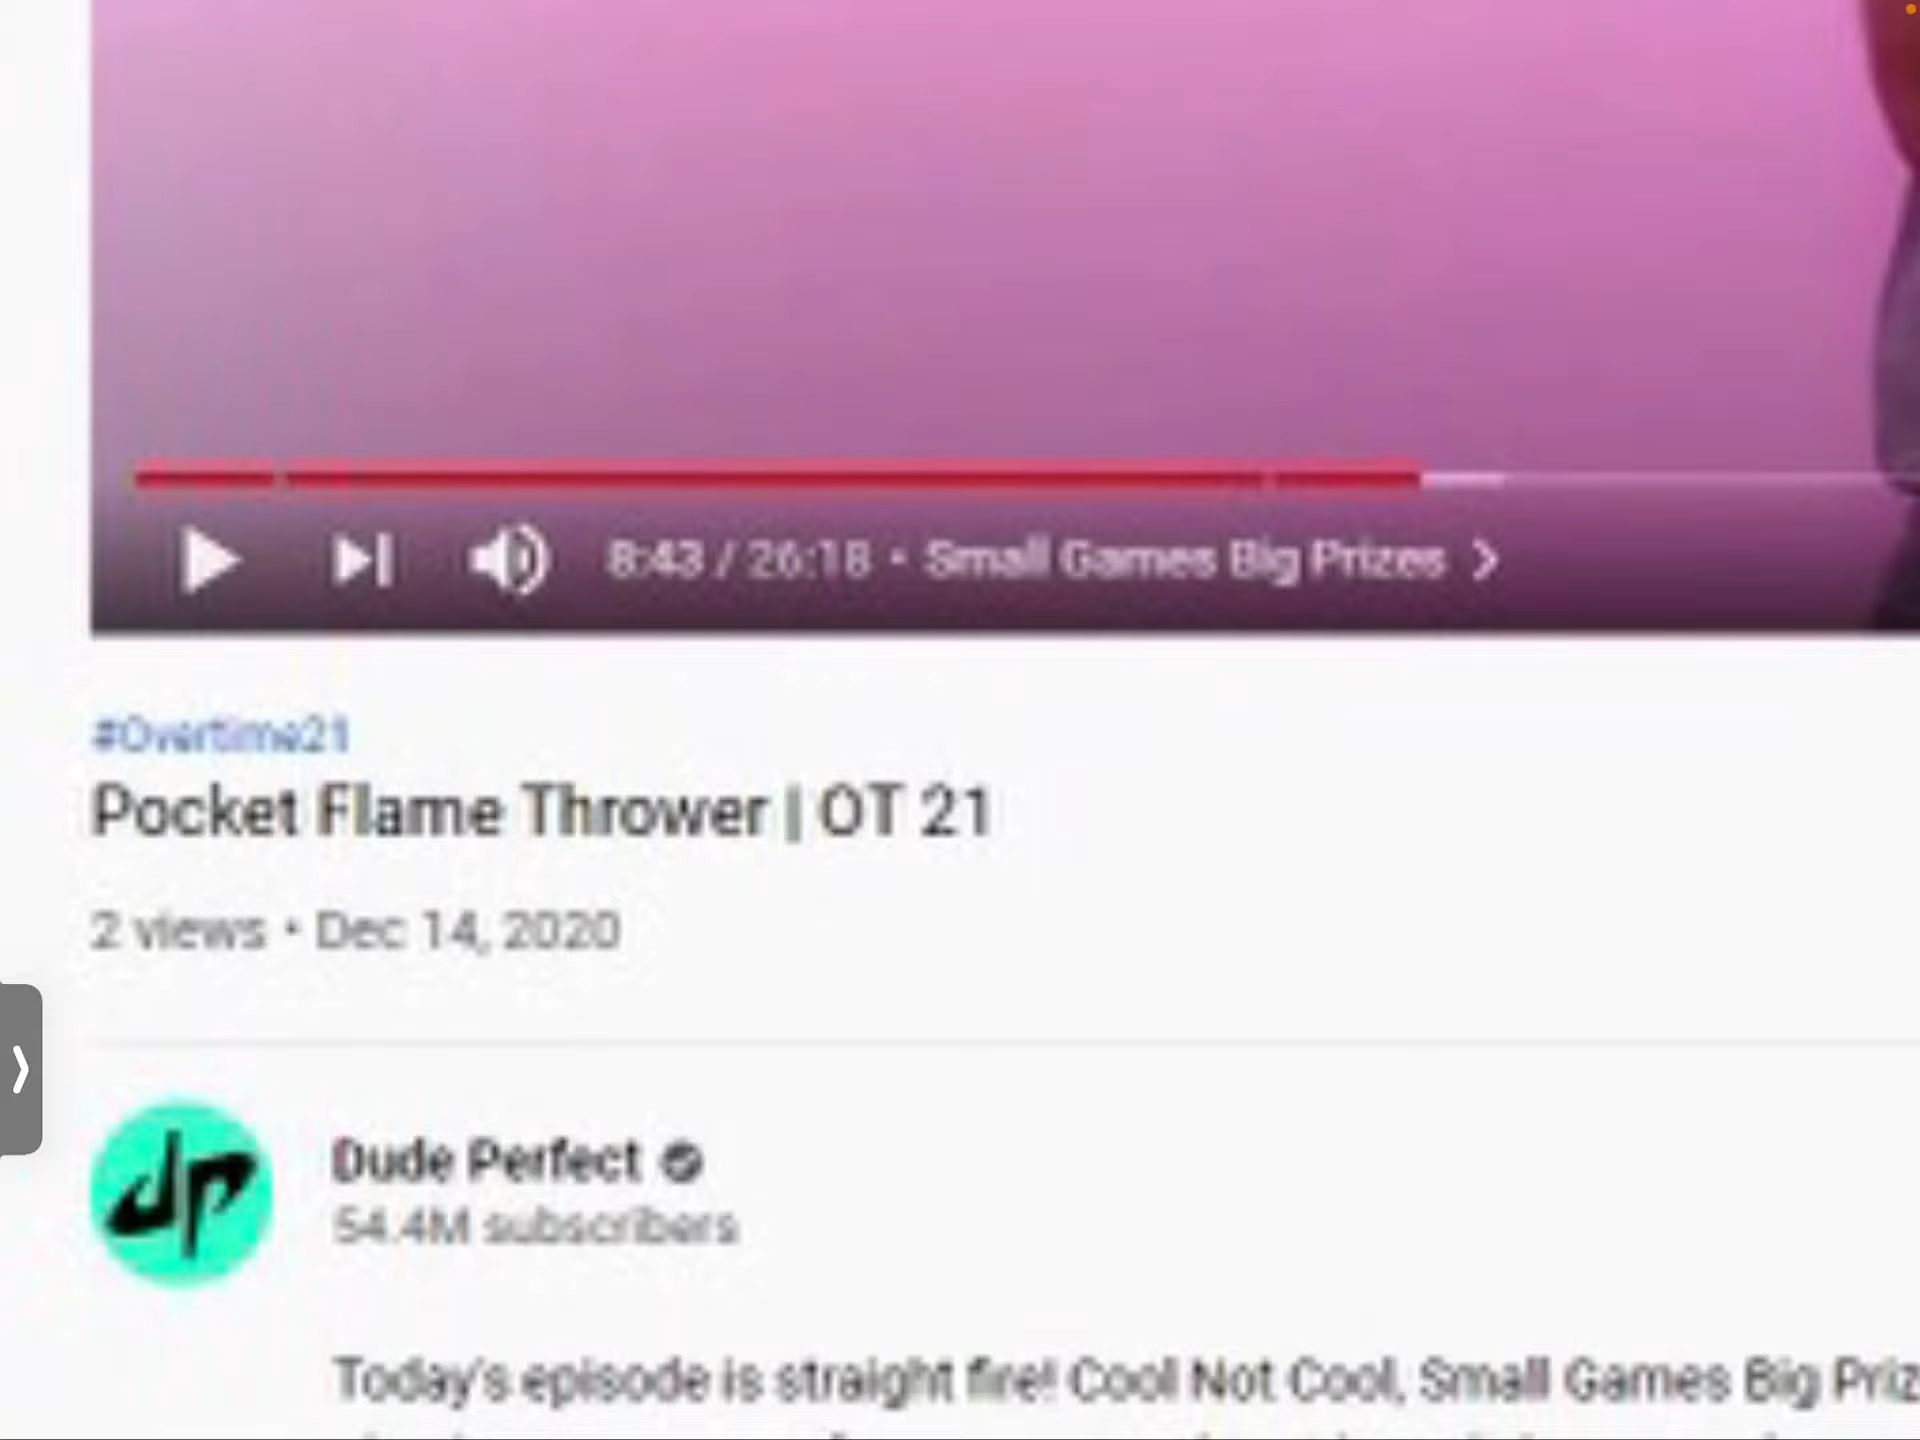 8:43 / 26:18 • Small Games Big Prizes
#Overtime21
Pocket Flame Thrower | OT 21
2 views • Dec 14, 2020
dp
Dude Perfect
54.4M subscribers
Today's episode is straight fire! Cool Not Cool, Small Games Big Priz